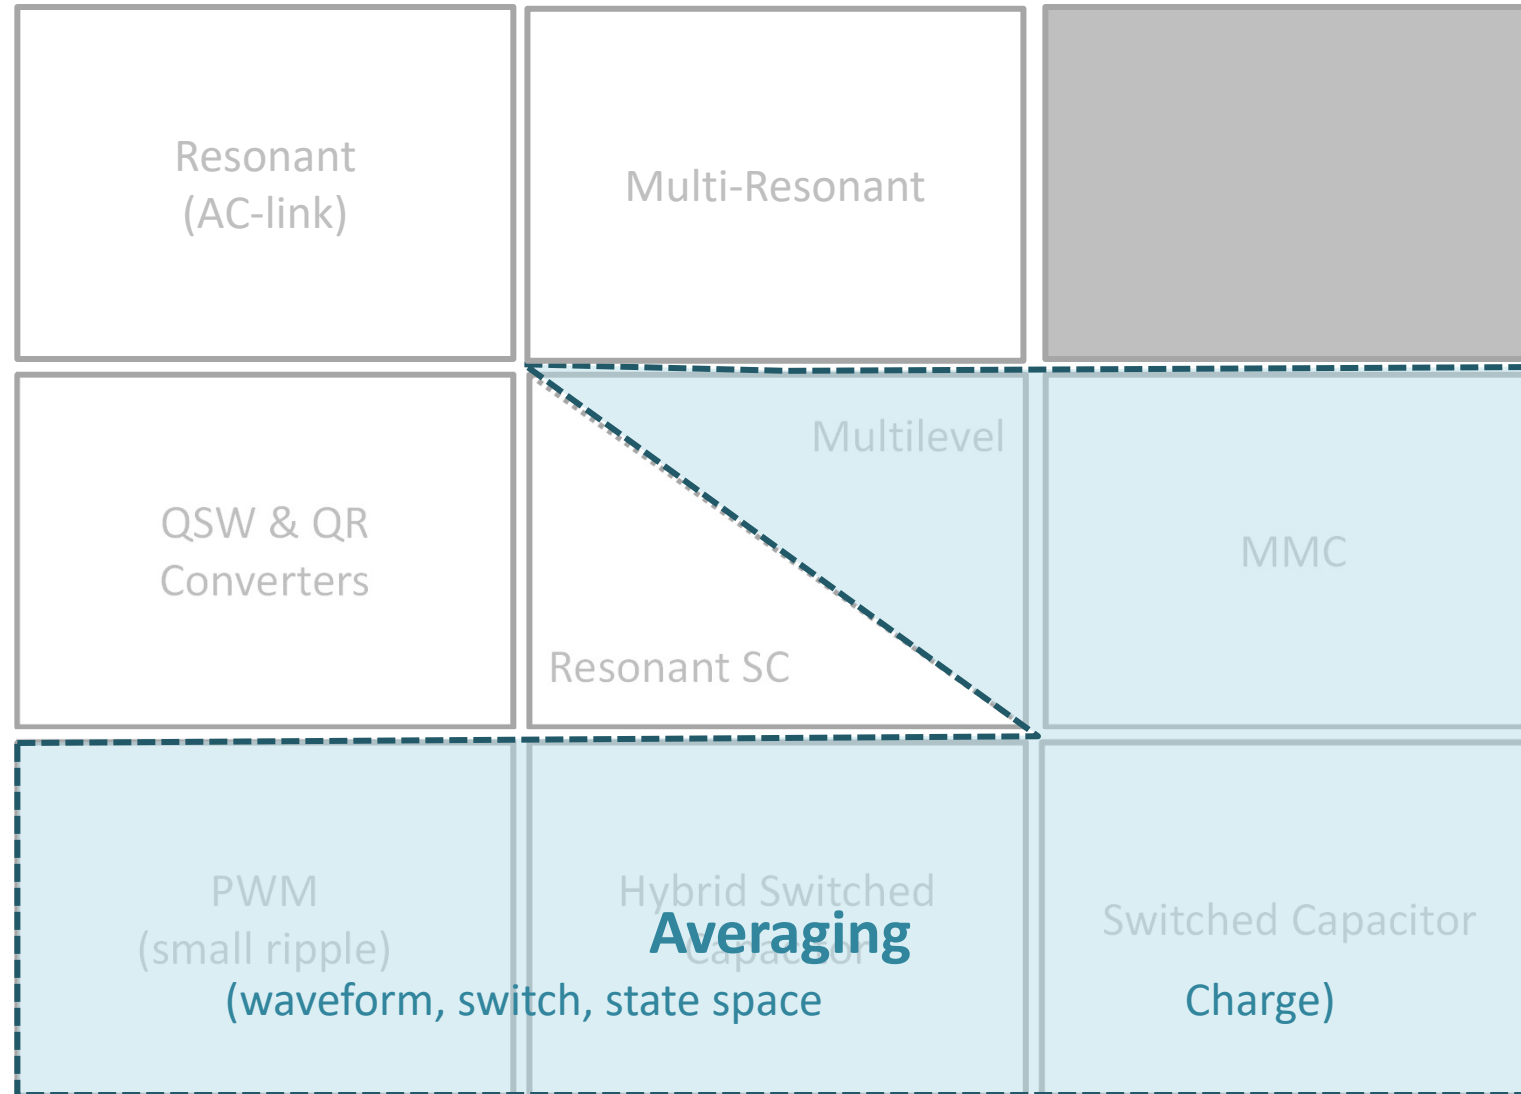 Resonant
(AC-link)
Multi-Resonant
Multilevel
QSW & QR
Converters
MMC
Resonant SC
PWM
(small ripple)
Hybrid Switched
Capacitor
Averaging
Switched Capacitor
(waveform, switch, state space
Charge)